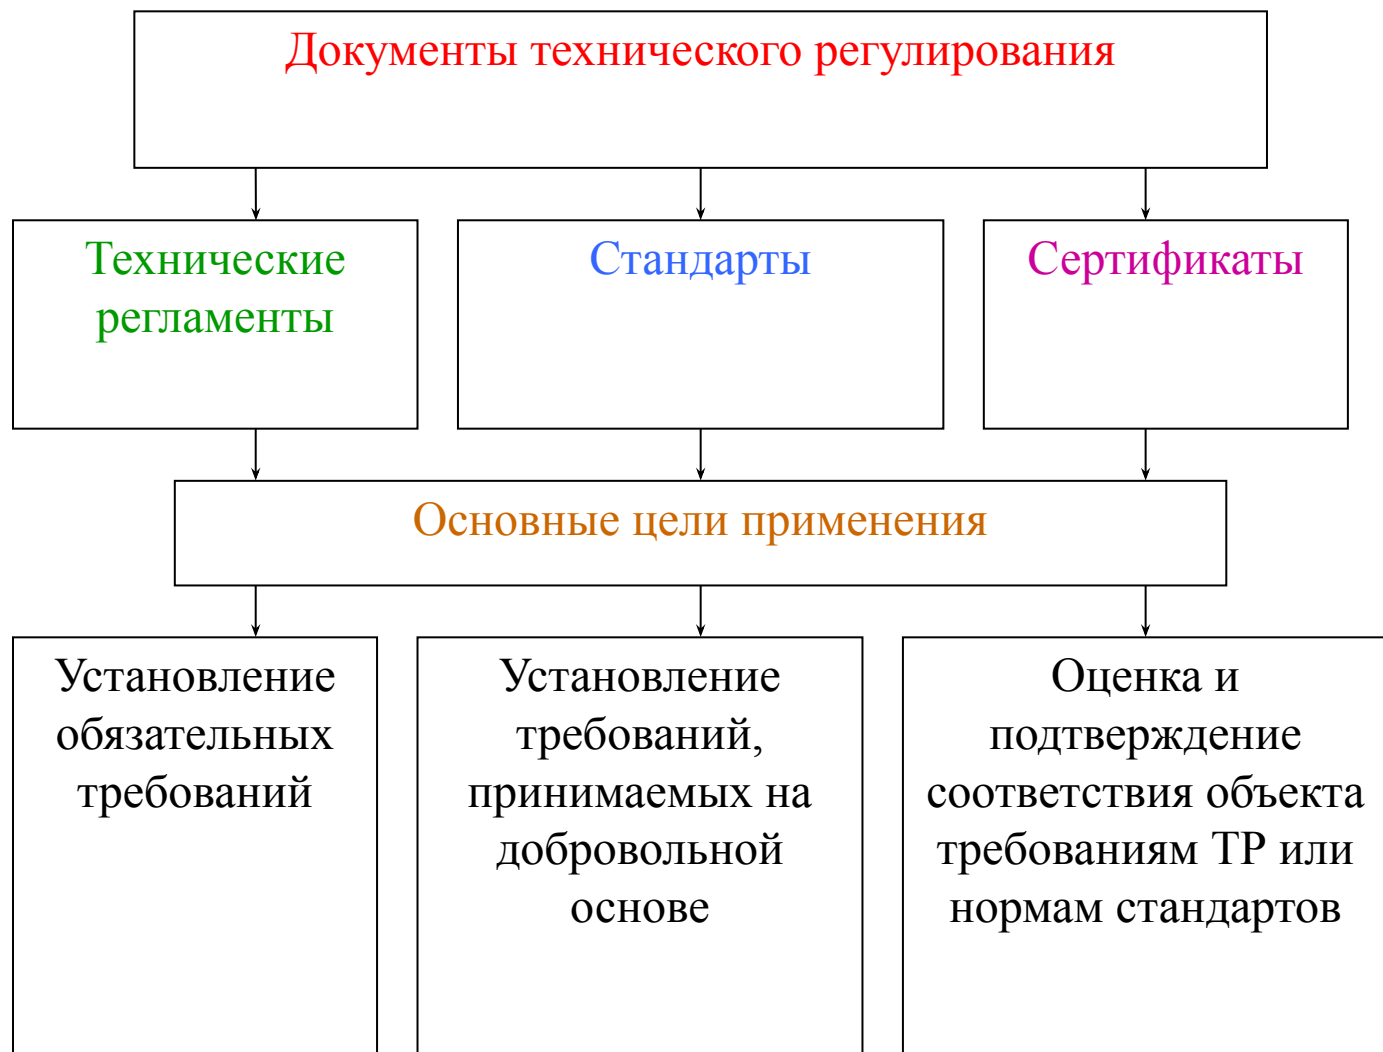 Документы технического регулирования
Технические
регламенты
Стандарты
Сертификаты
Основные цели применения
Установление
обязательных
требований
Установление
требований,
принимаемых на
добровольной
основе
Оценка и
подтверждение
соответствия объекта
требованиям ТР или
нормам стандартов